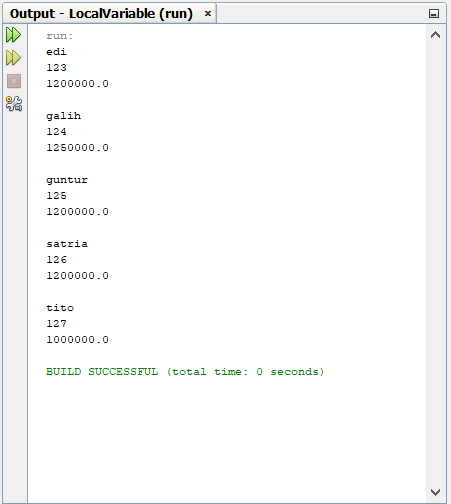 Output - LocalVariable (run) ×
run:
edi
123
1200000.0
galih
124
1250000.0
guntur
125
1200000.0
satria
126
1200000.0
tito
127
1000000.0
BUILD SUCCESSFUL (total time: 0 seconds)